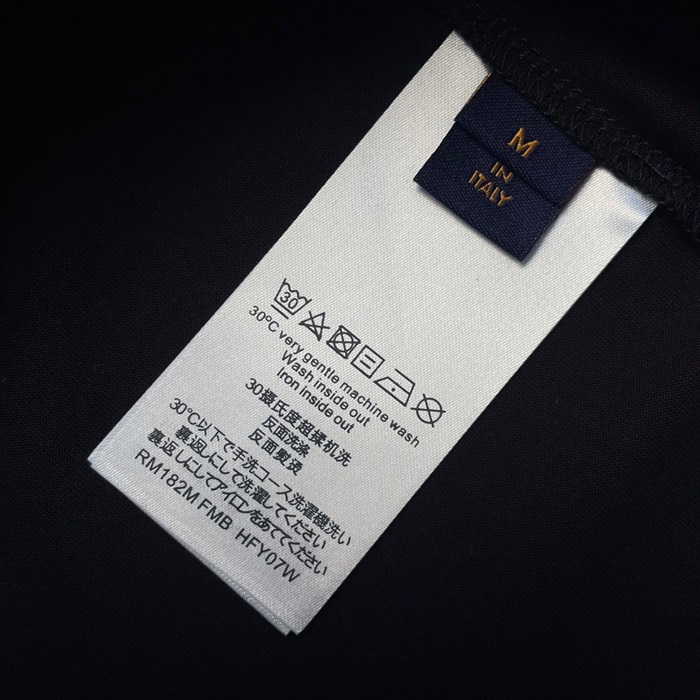 M
IN
ITALY
30
30°C very gentle machine wash
Wash inside out
Iron inside out
30摄氏度超揉机洗
反面洗涤
反面熨烫
30℃以下で手洗コース洗濯機洗い
裏返しにして洗濯してください
裏返しにしてアイロンをあててください
RM182M FMB HFY07W